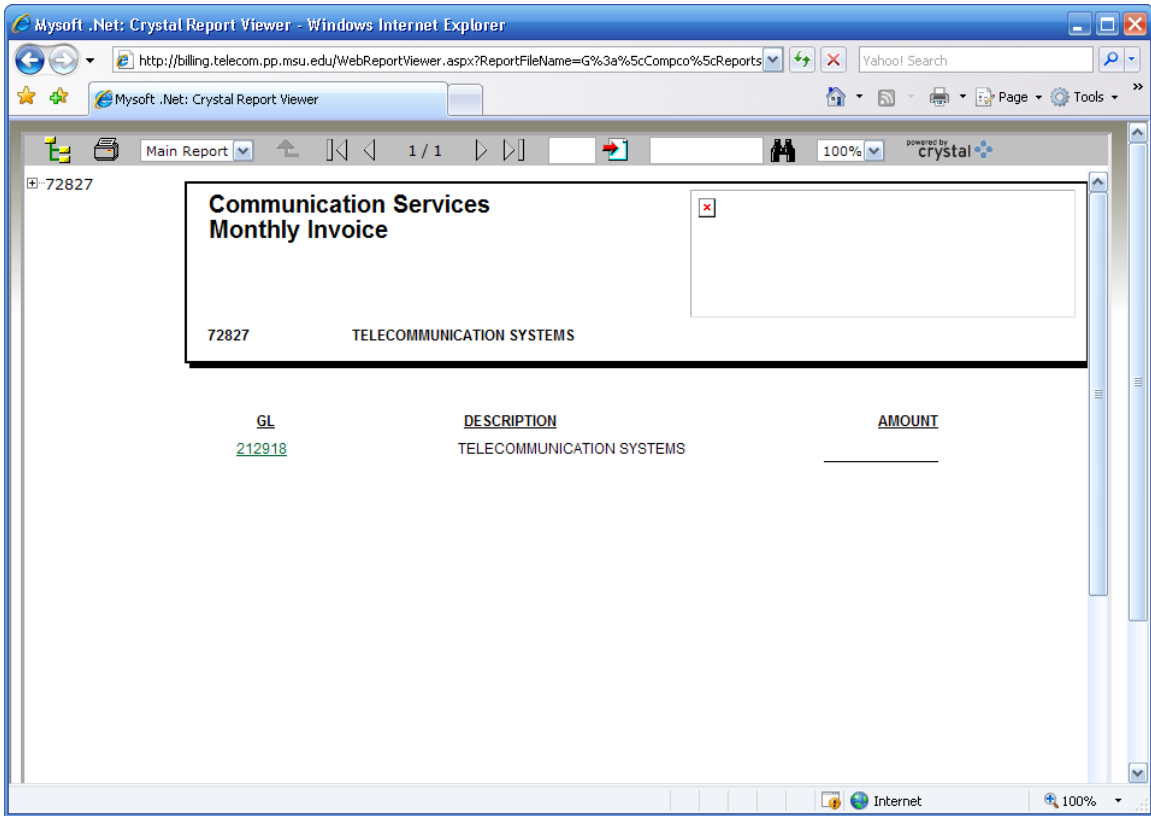 Mysoft .Net: Crystal Report Viewer - Windows Internet Explorer
http://billing.telecom.pp.msu.edu/WebReportViewer.aspx?ReportFileName=G%3a%5cCompco%5cReports
Yahoo! Search
Mysoft .Net: Crystal Report Viewer
Page
Tools
»
Main Report
1 / 1
100%
powered by
crystal
72827
Communication Services
Monthly Invoice
72827 TELECOMMUNICATION SYSTEMS
GL DESCRIPTION AMOUNT
212918 TELECOMMUNICATION SYSTEMS
Internet
100%